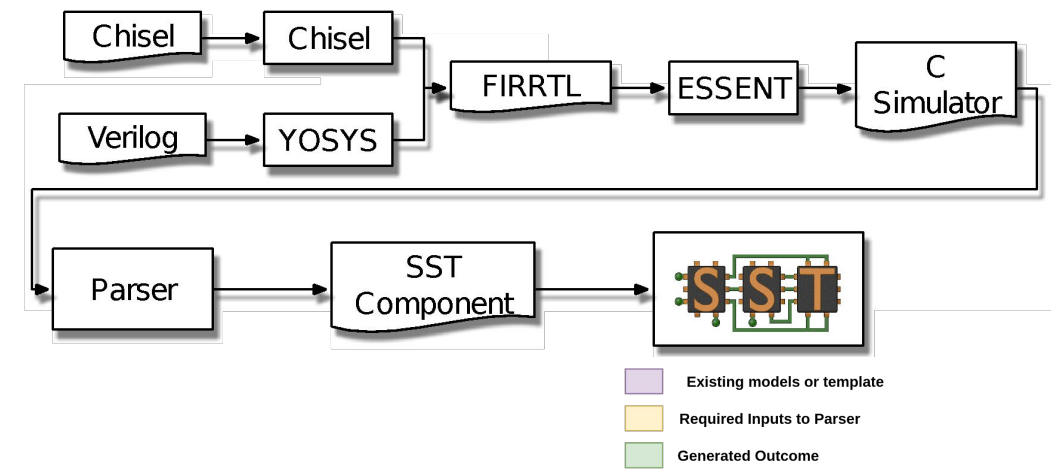 Chisel
Chisel
Verilog
YOSYS
FIRRTL
ESSENT
C
Simulator
Parser
SST
Component
SST
Existing models or template
Required Inputs to Parser
Generated Outcome